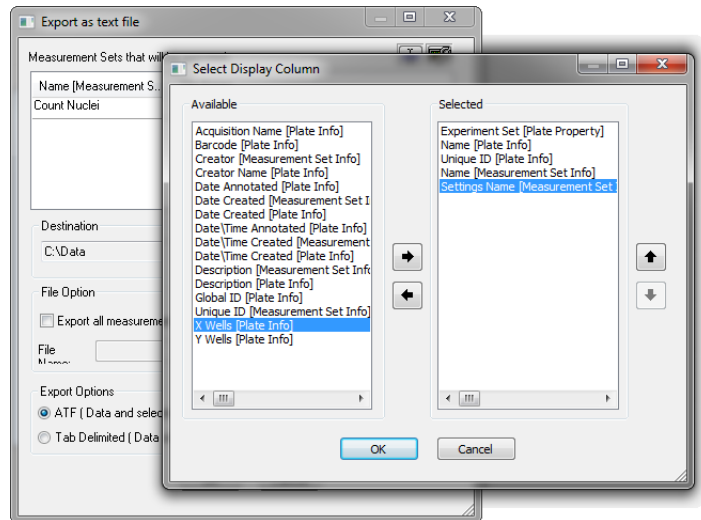 Export as text file
Measurement Sets that will
Name [Measurement S..
Count Nuclei
Destination
C:\Data
File Option
Export all measureme
File
Name:
Export Options
ATF ( Data and selec
Tab Delimited ( Data
Select Display Column
Available
Acquisition Name [Plate Info]
Barcode [Plate Info]
Creator [Measurement Set Info]
Creator Name [Plate Info]
Date Annotated [Plate Info]
Date Created [Measurement Set I
Date Created [Plate Info]
Date\Time Annotated [Plate Info]
Date\Time Created [Measurement
Date\Time Created [Plate Info]
Description [Measurement Set Info
Description [Plate Info]
Global ID [Plate Info]
Unique ID [Measurement Set Info]
X Wells [Plate Info]
Y Wells [Plate Info]
Selected
Experiment Set [Plate Property]
Name [Plate Info]
Unique ID [Plate Info]
Name [Measurement Set Info]
Settings Name [Measurement Set
OK
Cancel